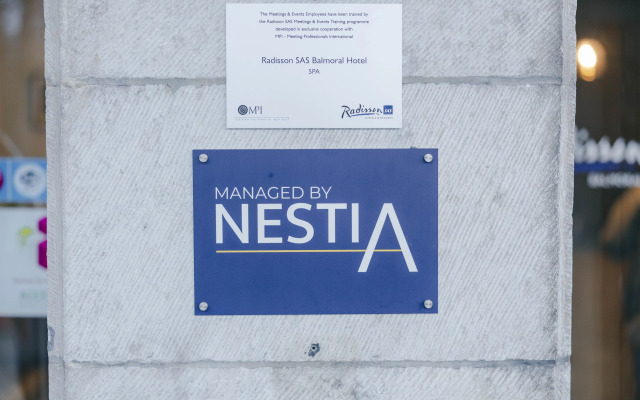 The Meetings & Events Employees have been trained by
the Radisson SAS Meetings & Events Training programme
developed in exclusive cooperation with
MPI - Meeting Professionals International
Radisson SAS Balmoral Hotel
SPA
MPI
Radisson SAS
MANAGED BY
NESTIA